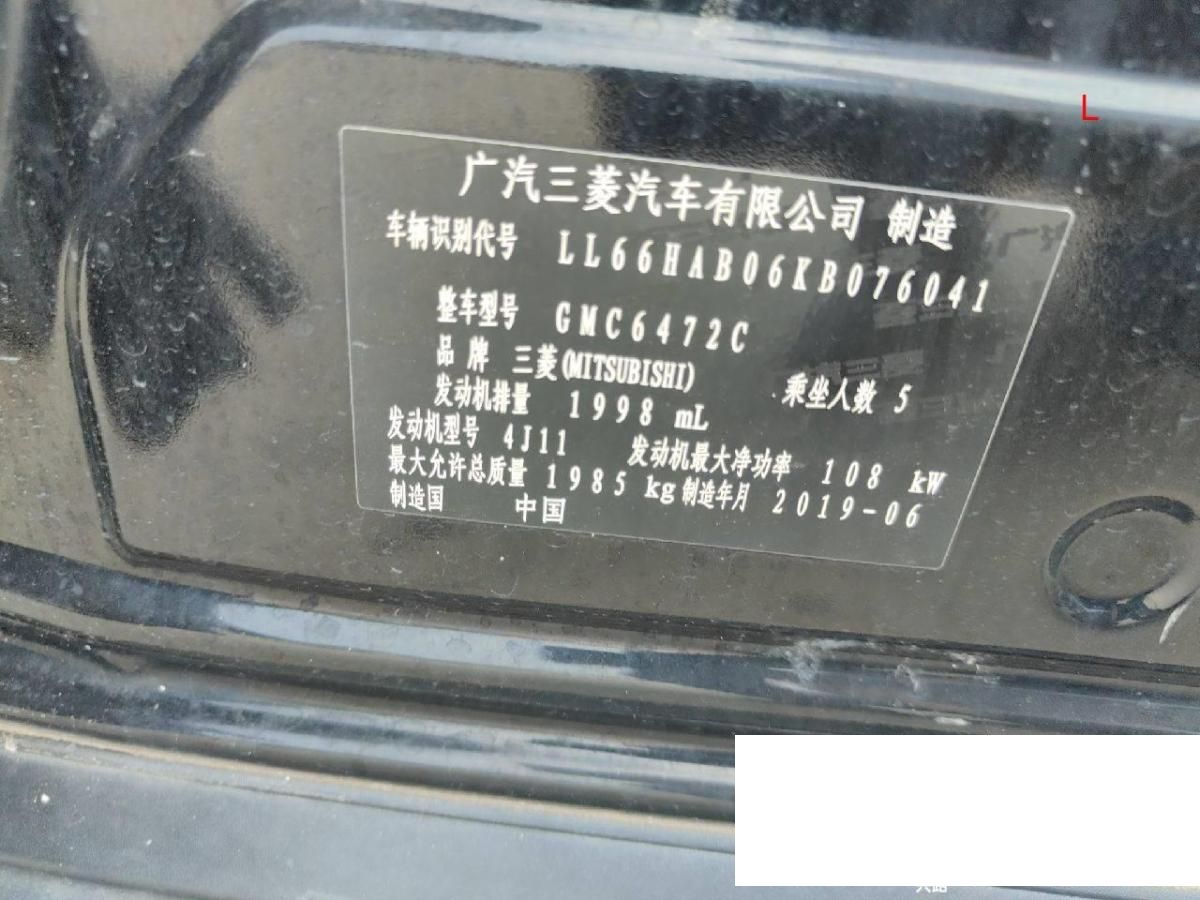 L
广汽三菱汽车有限公司 制造
车辆识别代号 LL66HAB06KB076041
整车型号 GMC6472C
品牌 三菱(MITSUBISHI) 乘坐人数 5
发动机排量 1998 mL
发动机型号 4J11 发动机最大净功率 108 kW
最大允许总质量 1985 kg 制造年月 2019-06
制造国 中国